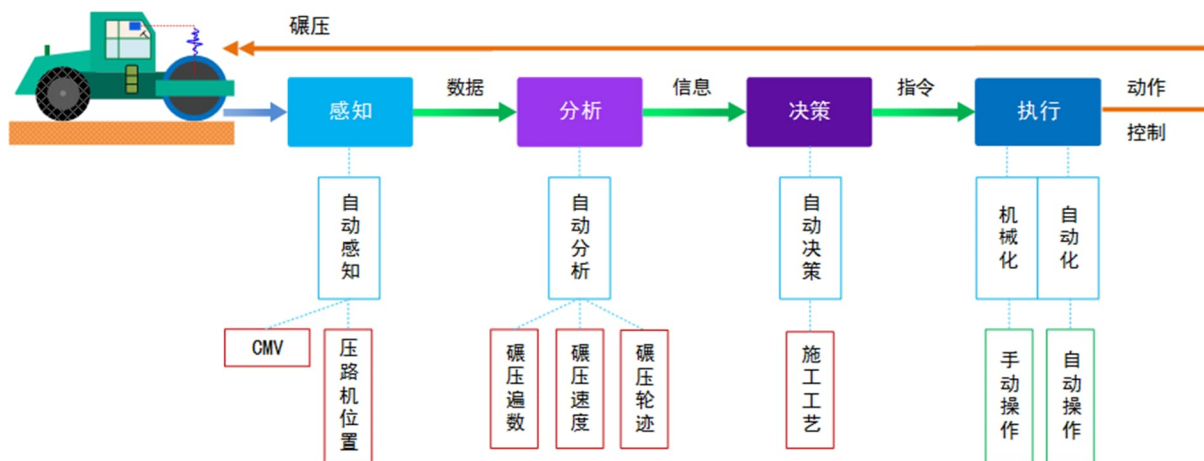 碾压
感知
数据
分析
信息
决策
指令
执行
动作
控制
自动感知
自动分析
自动决策
机械化
自动化
CMV
压路机位置
碾压遍数
碾压速度
碾压轮迹
施工工艺
手动操作
自动操作